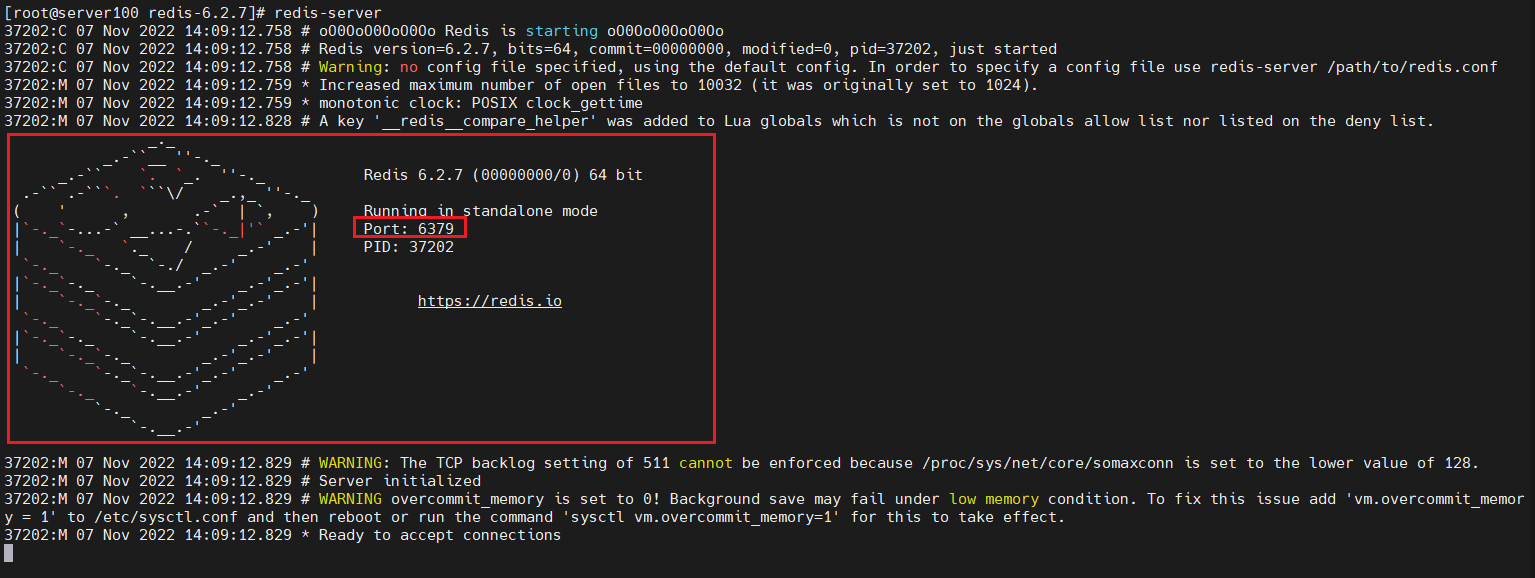 [root@server100 redis-6.2.7]# redis-server
37202:C 07 Nov 2022 14:09:12.758 # oO0OoO0OoO0Oo Redis is starting oO0OoO0OoO0Oo
37202:C 07 Nov 2022 14:09:12.758 # Redis version=6.2.7, bits=64, commit=00000000, modified=0, pid=37202, just started
37202:C 07 Nov 2022 14:09:12.758 # Warning: no config file specified, using the default config. In order to specify a config file use redis-server /path/to/redis.conf
37202:M 07 Nov 2022 14:09:12.759 * Increased maximum number of open files to 10032 (it was originally set to 1024).
37202:M 07 Nov 2022 14:09:12.759 * monotonic clock: POSIX clock_gettime
37202:M 07 Nov 2022 14:09:12.828 # A key '__redis__compare_helper' was added to Lua globals which is not on the globals allow list nor listed on the deny list.
Redis 6.2.7 (00000000/0) 64 bit
Running in standalone mode
Port: 6379
PID: 37202
https://redis.io
37202:M 07 Nov 2022 14:09:12.829 # WARNING: The TCP backlog setting of 511 cannot be enforced because /proc/sys/net/core/somaxconn is set to the lower value of 128.
37202:M 07 Nov 2022 14:09:12.829 # Server initialized
37202:M 07 Nov 2022 14:09:12.829 # WARNING overcommit_memory is set to 0! Background save may fail under low memory condition. To fix this issue add 'vm.overcommit_memor
y = 1' to /etc/sysctl.conf and then reboot or run the command 'sysctl vm.overcommit_memory=1' for this to take effect.
37202:M 07 Nov 2022 14:09:12.829 * Ready to accept connections